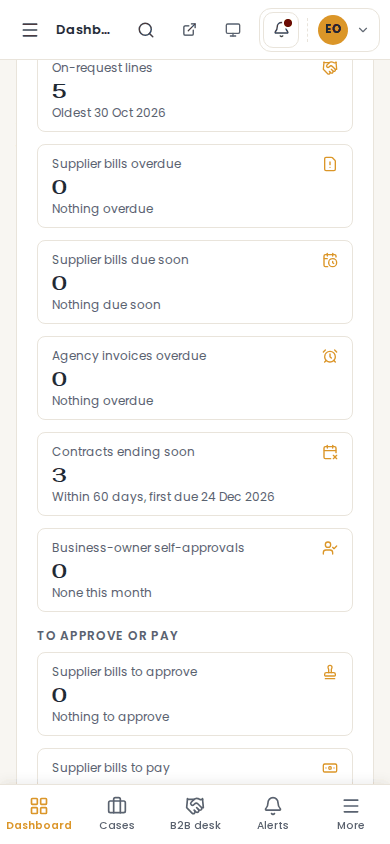 Dashb...
EO
On-request lines
5
Oldest 30 Oct 2026
Supplier bills overdue
0
Nothing overdue
Supplier bills due soon
0
Nothing due soon
Agency invoices overdue
0
Nothing overdue
Contracts ending soon
3
Within 60 days, first due 24 Dec 2026
Business-owner self-approvals
0
None this month
TO APPROVE OR PAY
Supplier bills to approve
0
Nothing to approve
Supplier bills to pay
Dashboard
Cases
B2B desk
Alerts
More